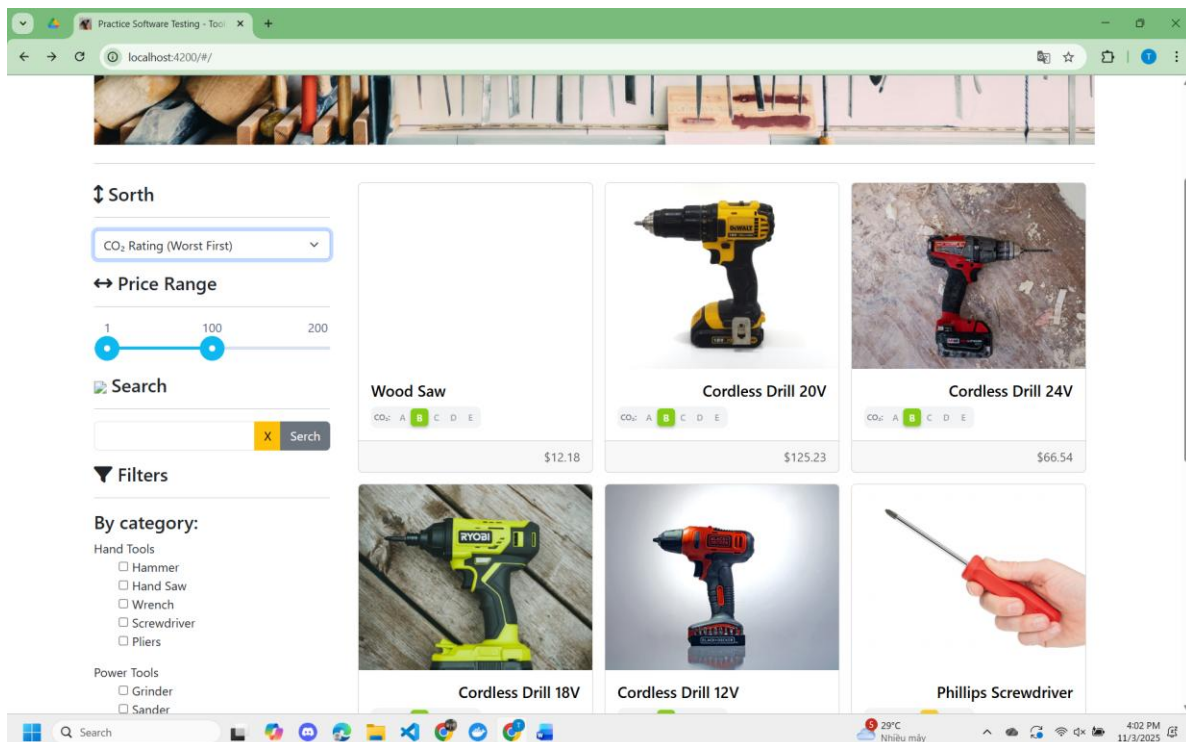 Practice Software Testing - Tool
localhost:4200/#/
Sorth
CO₂ Rating (Worst First)
Price Range
1 100 200
Search
X Serch
Filters
By category:
Hand Tools
Hammer
Hand Saw
Wrench
Screwdriver
Pliers
Power Tools
Grinder
Sander
Wood Saw
CO₂: A B C D E
$12.18
DEWALT
Cordless Drill 20V
CO₂: A B C D E
$125.23
Cordless Drill 24V
CO₂: A B C D E
$66.54
RYOBI
Cordless Drill 18V
Cordless Drill 12V
Phillips Screwdriver
Search
5
29°C
Nhiều mây
4:02 PM
11/3/2025